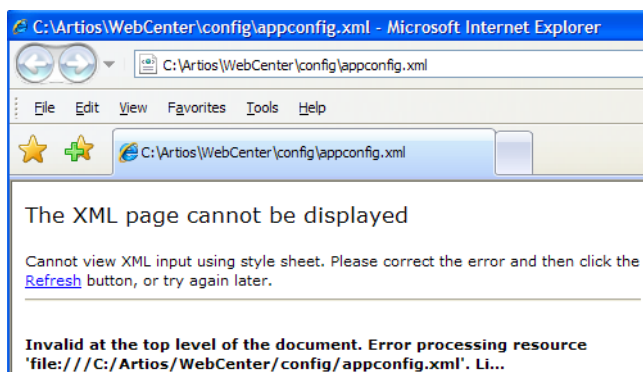 C:\Artios\WebCenter\config\appconfig.xml - Microsoft Internet Explorer
C:\Artios\WebCenter\config\appconfig.xml
File Edit View Favorites Tools Help
C:\Artios\WebCenter\config\appconfig.xml
The XML page cannot be displayed
Cannot view XML input using style sheet. Please correct the error and then click the
Refresh button, or try again later.
Invalid at the top level of the document. Error processing resource
'file:///C:/Artios/WebCenter/config/appconfig.xml'. Li...